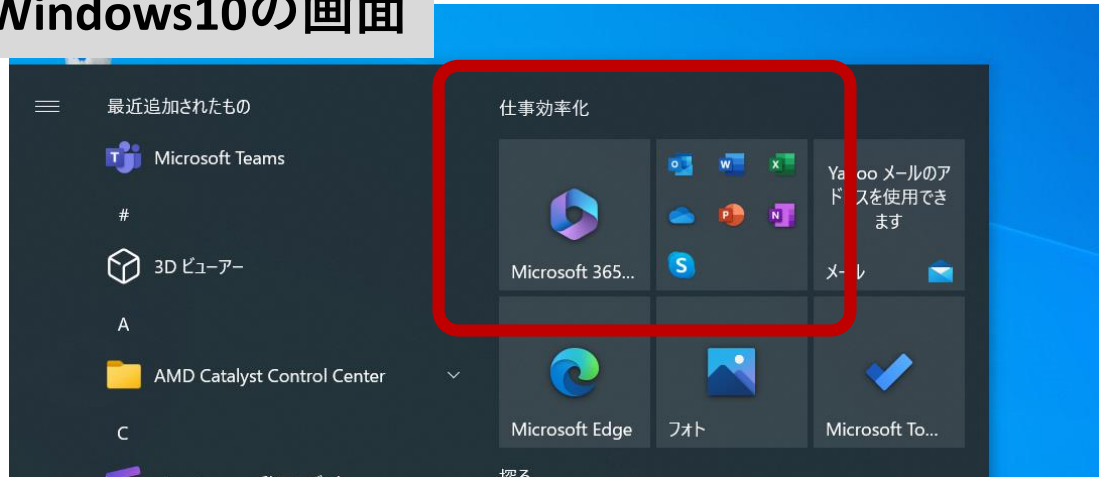 Windows10の画面
最近追加されたもの
Microsoft Teams
#
3D ビューアー
A
AMD Catalyst Control Center
C
仕事効率化
Microsoft 365...
Yahoo メールのア
ドレスを使用でき
ます
メール
Microsoft Edge
フォト
Microsoft To...
探る